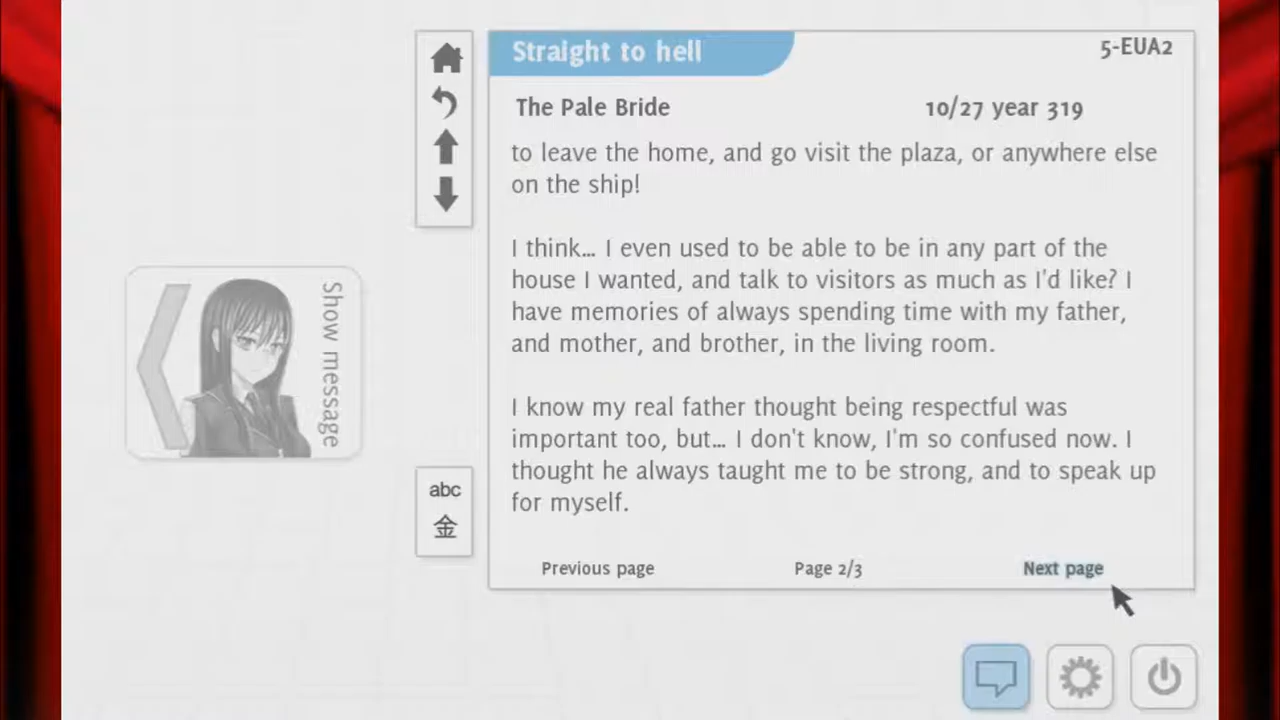 Straight to hell
5-EUA2
The Pale Bride
10/27 year 319
to leave the home, and go visit the plaza, or anywhere else
on the ship!
I think... I even used to be able to be in any part of the
house I wanted, and talk to visitors as much as I'd like? I
have memories of always spending time with my father,
and mother, and brother, in the living room.
I know my real father thought being respectful was
important too, but... I don't know, I'm so confused now. I
thought he always taught me to be strong, and to speak up
for myself.
Previous page
Page 2/3
Next page
Show message
abc
金